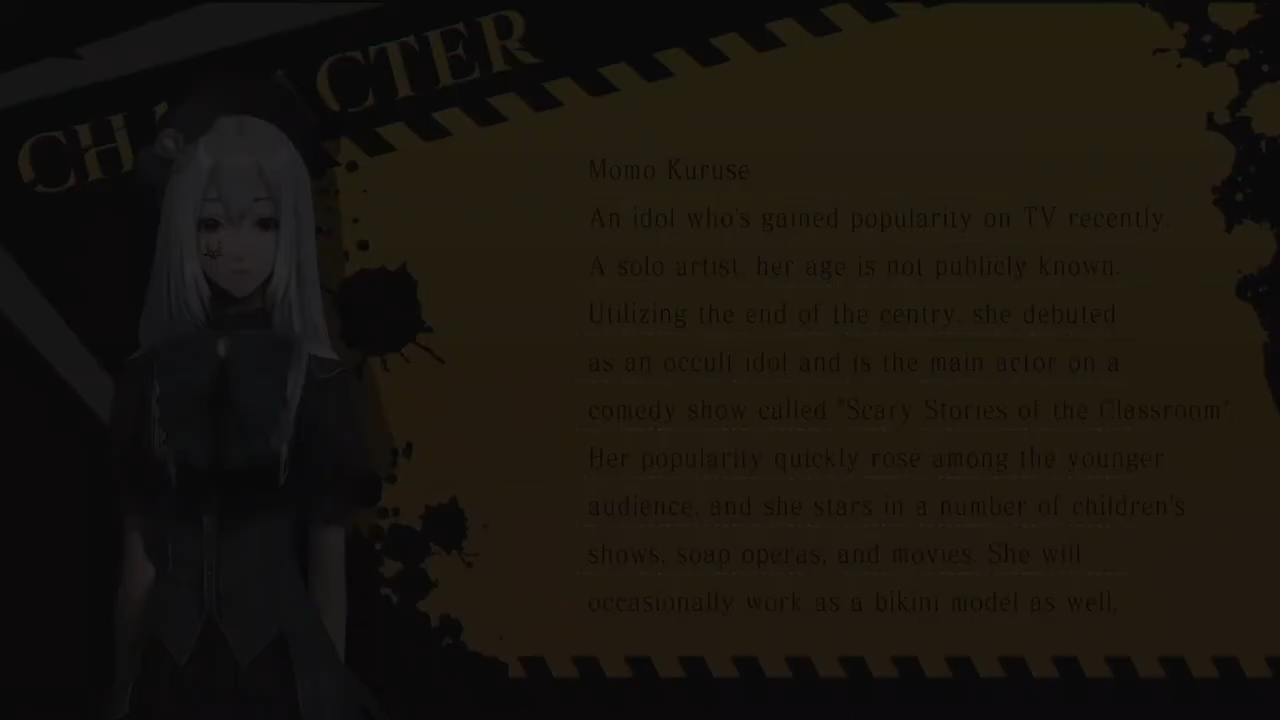 CHARACTER
Momo Kuruse
An idol who's gained popularity on TV recently.
A solo artist, her age is not publicly known.
Utilizing the end of the centry, she debuted
as an occult idol and is the main actor on a
comedy show called "Scary Stories of the Classroom".
Her popularity quickly rose among the younger
audience, and she stars in a number of children's
shows, soap operas, and movies. She will
occasionally work as a bikini model as well.